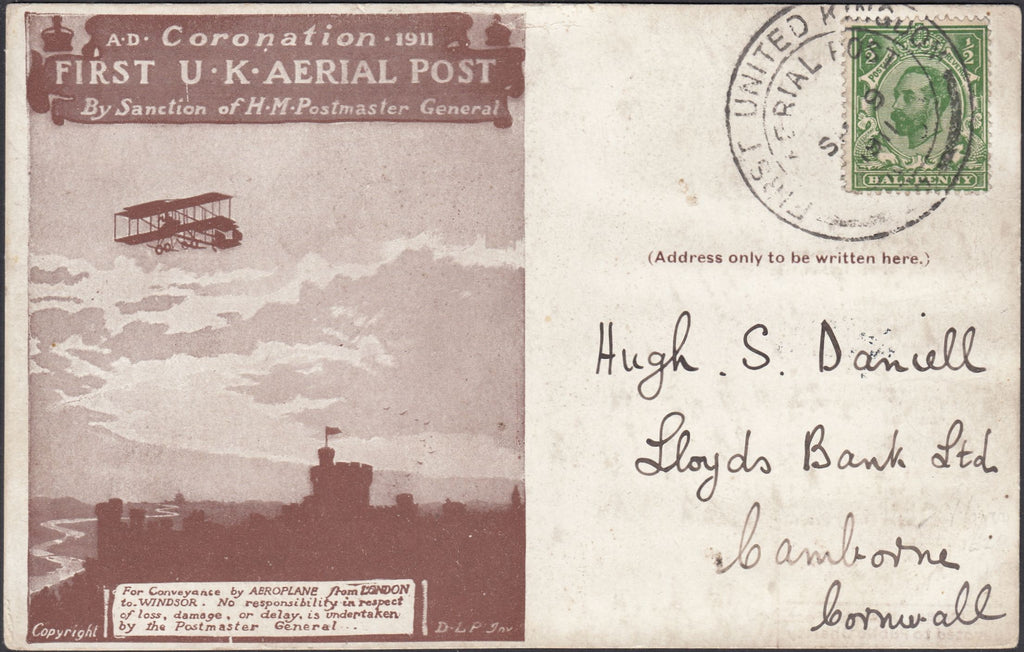 A·D· Coronation · 1911
FIRST U·K·AERIAL POST
By Sanction of H·M·Postmaster General
FIRST UNITED KINGDOM
AERIAL POST
HALFPENNY
(Address only to be written here.)
Hugh . S. Daniell
Lloyds Bank Ltd.
Camborne
Cornwall
For Conveyance by AEROPLANE from LONDON
to WINDSOR. No responsibility in respect
of loss, damage, or delay, is undertaken
by the Postmaster General...
Copyright
D·L·P· Inv